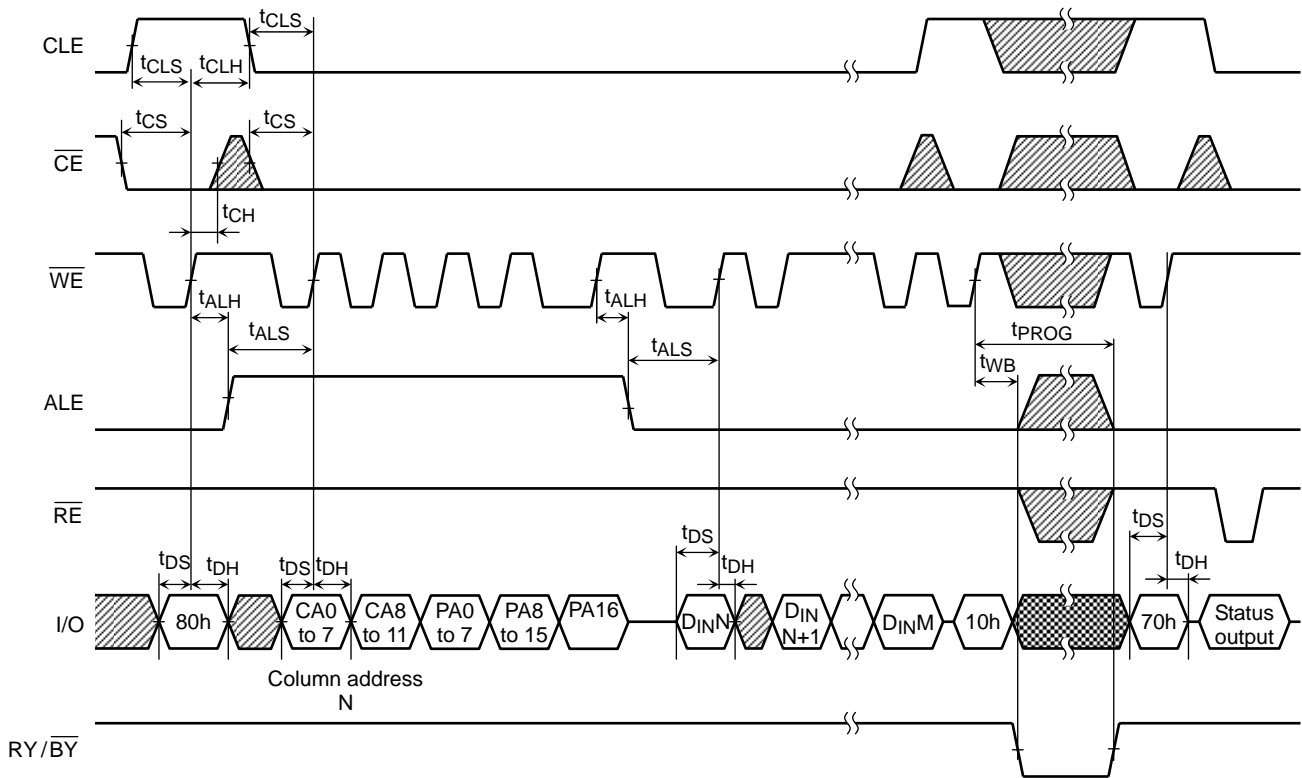 CLE
tCLS
tCLS
tCLH
CE
tCS
tCS
tCH
WE
tALH
tALS
tALH
tALS
tPROG
tWB
ALE
RE
tDS
tDH
tDS
tDH
tDS
tDH
tDS
tDH
I/O
80h
CA0
to 7
CA8
to 11
PA0
to 7
PA8
to 15
PA16
DINN
DIN
N+1
DINM
10h
70h
Status
output
Column address
N
RY/BY